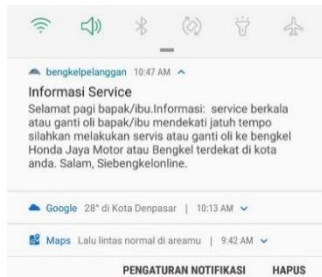 bengkelpelanggan 10:47 AM
Informasi Service
Selamat pagi bapak/ibu.Informasi: service berkala
atau ganti oli bapak/ibu mendekati jatuh tempo
silahkan melakukan servis atau ganti oli ke bengkel
Honda Jaya Motor atau Bengkel terdekat di kota
anda. Salam, Siebengkelonline.
Google 28° di Kota Denpasar | 10:13 AM
Maps Lalu lintas normal di areamu | 9:42 AM
PENGATURAN NOTIFIKASI HAPUS